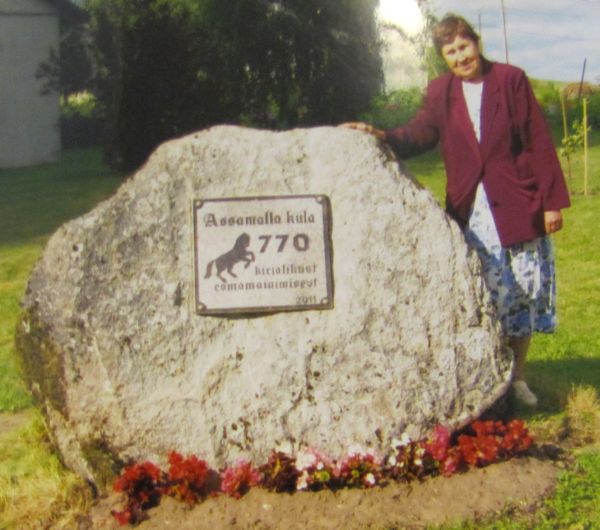 Assamalla küla
770
kirjalikust
esmamainimisest
2011